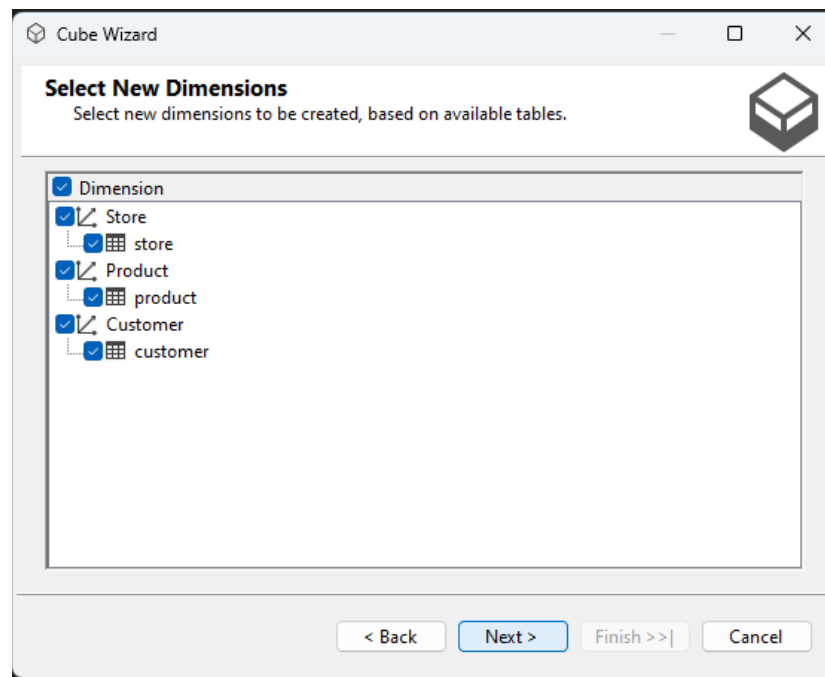 Cube Wizard
Select New Dimensions
Select new dimensions to be created, based on available tables.
Dimension
Store
store
Product
product
Customer
customer
< Back Next > Finish >>| Cancel